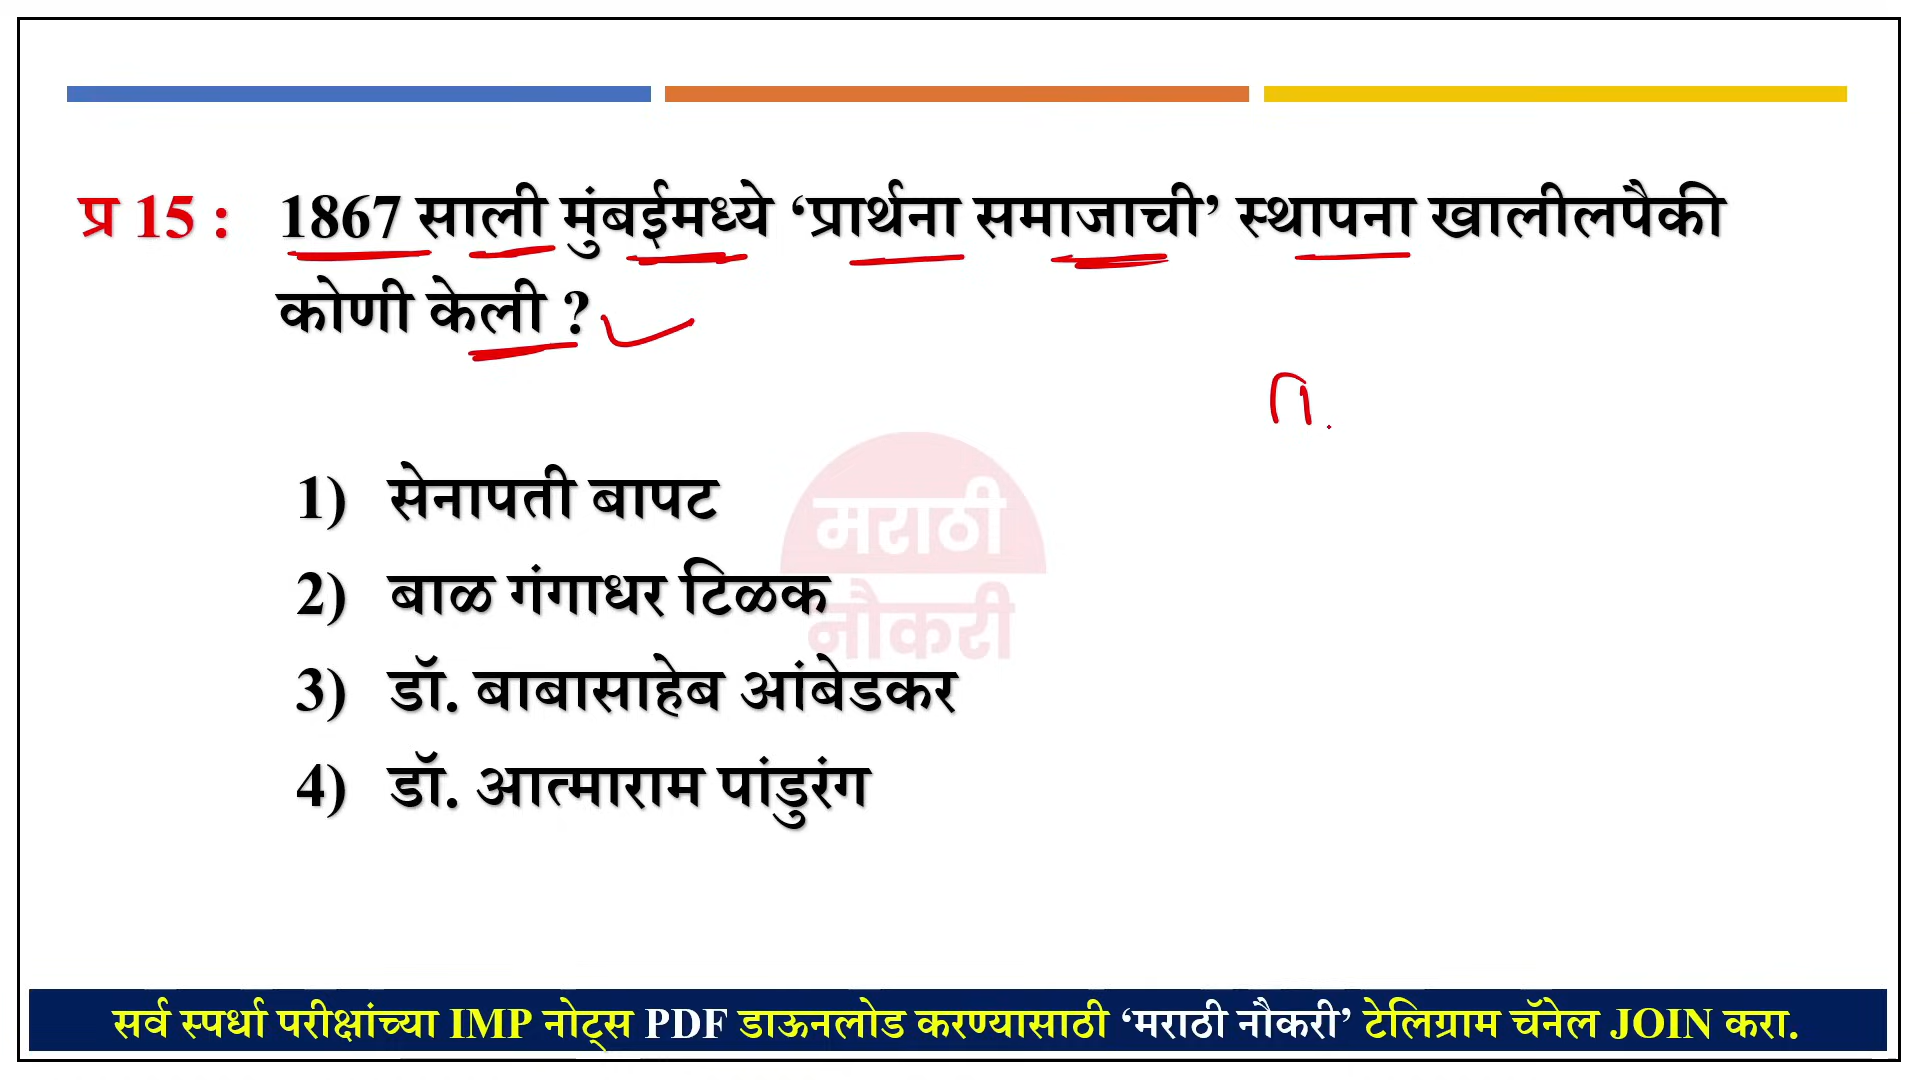 प्र 15 : 1867 साली मुंबईमध्ये ‘प्रार्थना समाजाची’ स्थापना खालीलपैकी
कोणी केली ?
1) सेनापती बापट
2) बाळ गंगाधर टिळक
3) डॉ. बाबासाहेब आंबेडकर
4) डॉ. आत्माराम पांडुरंग
मराठी
नौकरी
सर्व स्पर्धा परीक्षांच्या IMP नोट्स PDF डाऊनलोड करण्यासाठी ‘मराठी नौकरी’ टेलिग्राम चॅनेल JOIN करा.